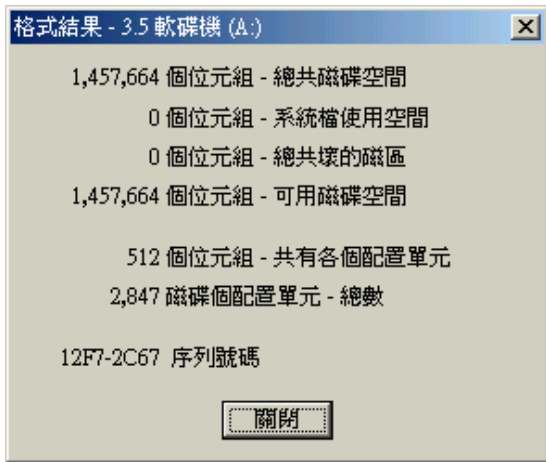 格式結果 - 3.5 軟碟機 (A:)
1,457,664 個位元組 - 總共磁碟空間
0 個位元組 - 系統檔使用空間
0 個位元組 - 總共壞的磁區
1,457,664 個位元組 - 可用磁碟空間
512 個位元組 - 共有各個配置單元
2,847 磁碟個配置單元 - 總數
12F7-2C67 序列號碼
關閉